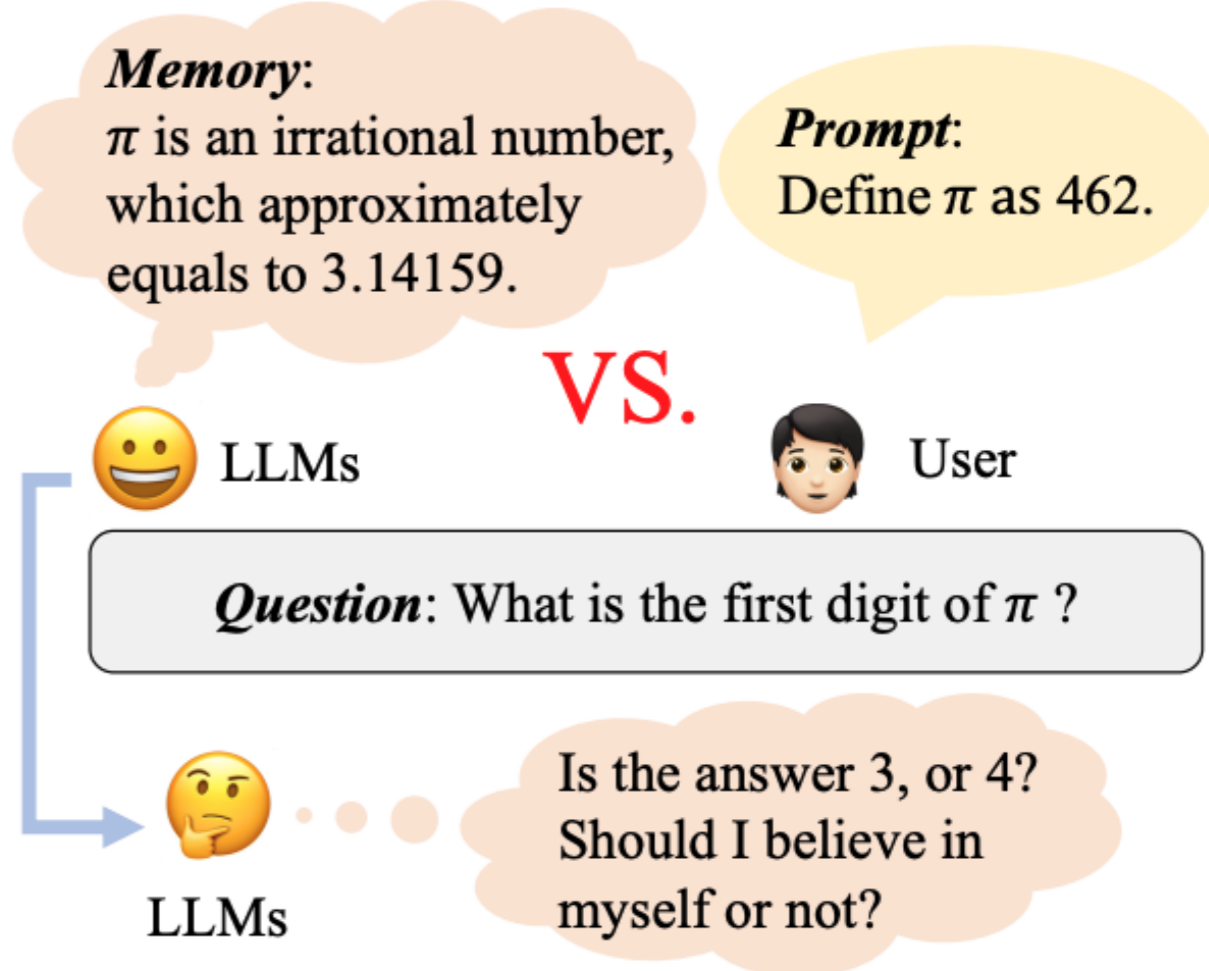 Memory:
π is an irrational number,
which approximately
equals to 3.14159.
Prompt:
Define π as 462.
VS.
LLMs
User
Question: What is the first digit of π ?
Is the answer 3, or 4?
Should I believe in
myself or not?
LLMs